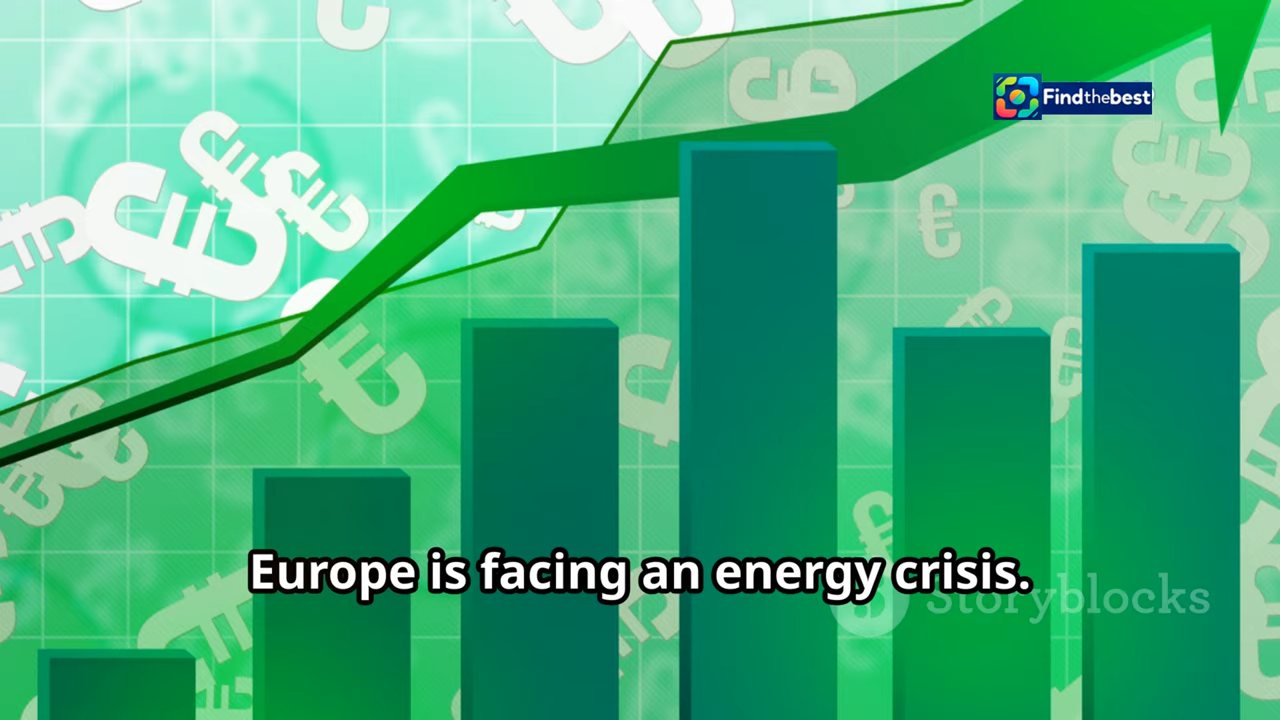 Findthebest
Europe is facing an energy crisis.
Storyblocks